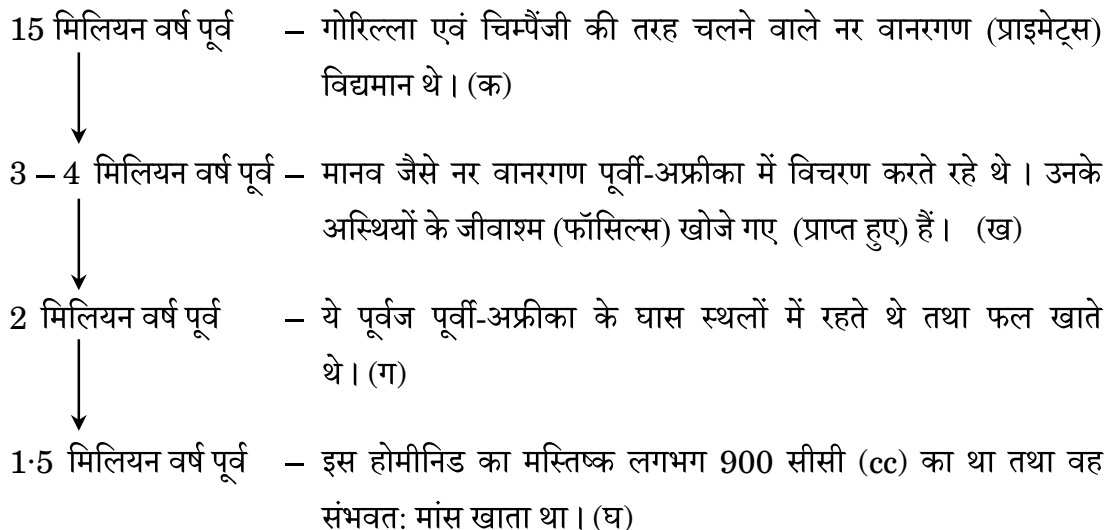 15 मिलियन वर्ष पूर्व – गोरिल्ला एवं चिम्पैंजी की तरह चलने वाले नर वानरगण (प्राइमेट्स)
विद्यमान थे। (क)
3 – 4 मिलियन वर्ष पूर्व – मानव जैसे नर वानरगण पूर्वी-अफ्रीका में विचरण करते रहे थे। उनके
अस्थियों के जीवाश्म (फॉसिल्स) खोजे गए (प्राप्त हुए) हैं। (ख)
2 मिलियन वर्ष पूर्व – ये पूर्वज पूर्वी-अफ्रीका के घास स्थलों में रहते थे तथा फल खाते
थे। (ग)
1·5 मिलियन वर्ष पूर्व – इस होमीनिड का मस्तिष्क लगभग 900 सीसी (cc) का था तथा वह
संभवत: मांस खाता था। (घ)